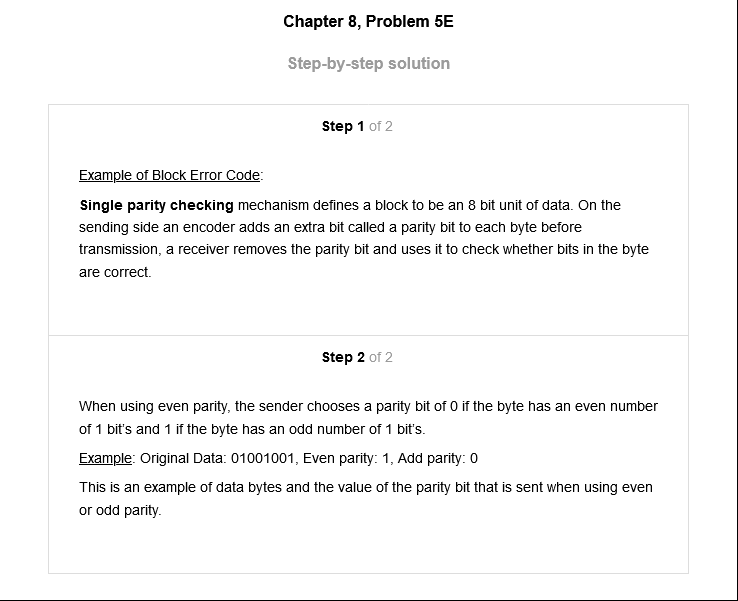 Chapter 8, Problem 5E
Step-by-step solution
Step 1 of 2
Example of Block Error Code:
Single parity checking mechanism defines a block to be an 8 bit unit of data. On the
sending side an encoder adds an extra bit called a parity bit to each byte before
transmission, a receiver removes the parity bit and uses it to check whether bits in the byte
are correct.
Step 2 of 2
When using even parity, the sender chooses a parity bit of 0 if the byte has an even number
of 1 bit's and 1 if the byte has an odd number of 1 bit's.
Example: Original Data: 01001001, Even parity: 1, Add parity: 0
This is an example of data bytes and the value of the parity bit that is sent when using even
or odd parity.